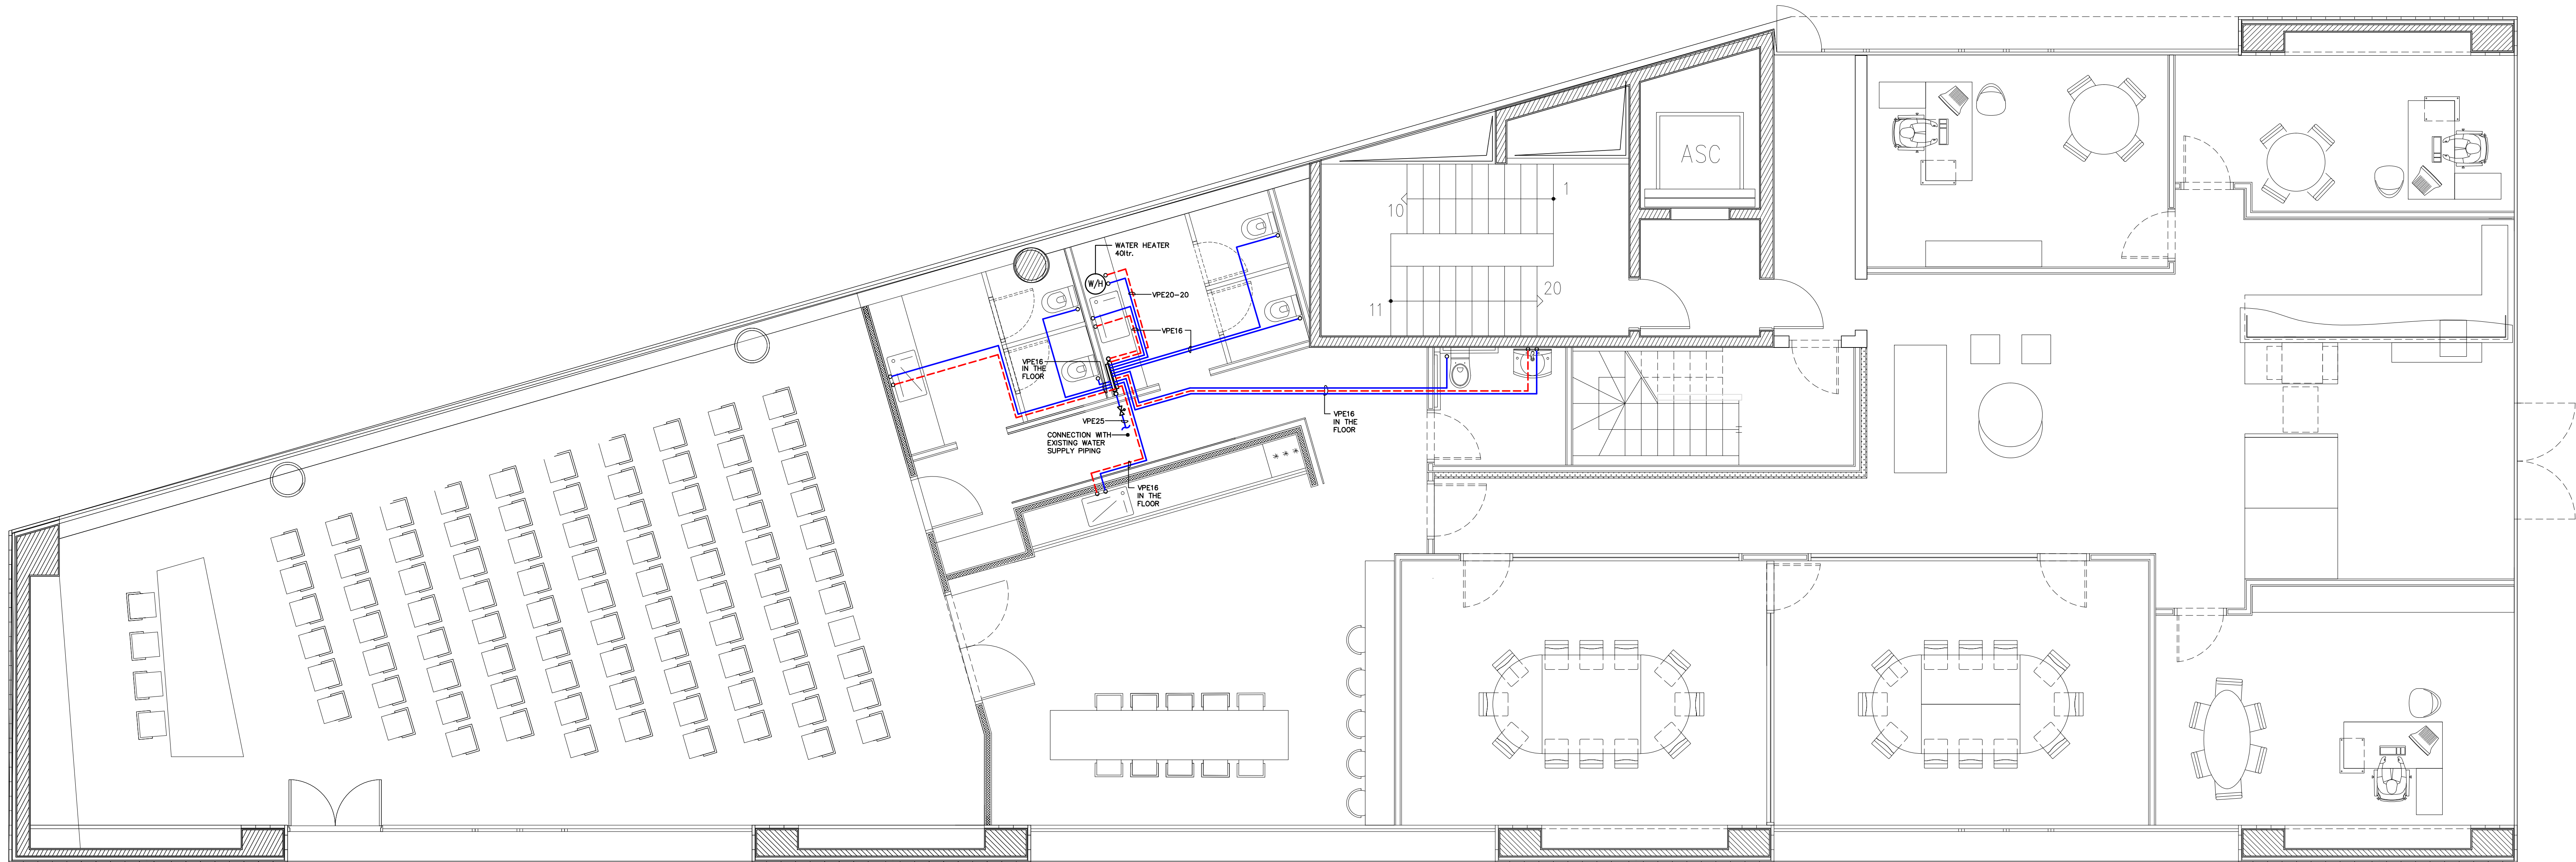 ASC
1
10
20
11
WATER HEATER
40ltr.
W/H
VPE20-20
VPE16
VPE16
IN THE
FLOOR
VPE25
CONNECTION WITH
EXISTING WATER
SUPPLY PIPING
VPE16
IN THE
FLOOR
VPE16
IN THE
FLOOR